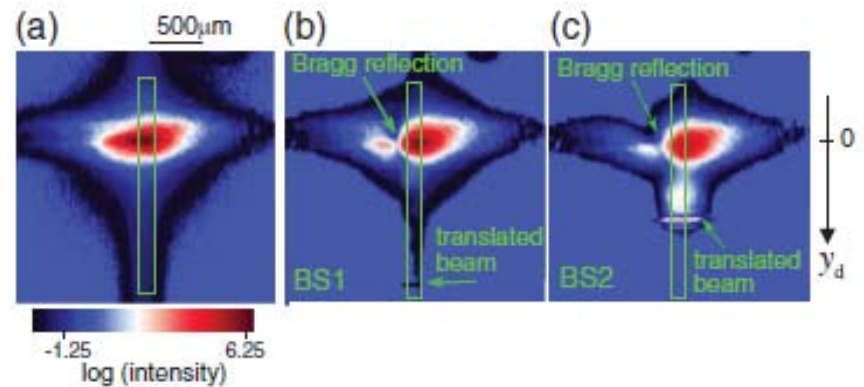 (a)
500μm
(b)
(c)
Bragg reflection
Bragg reflection
0
translated
beam
BS1
translated
beam
BS2
y_d
-1.25
6.25
log (intensity)